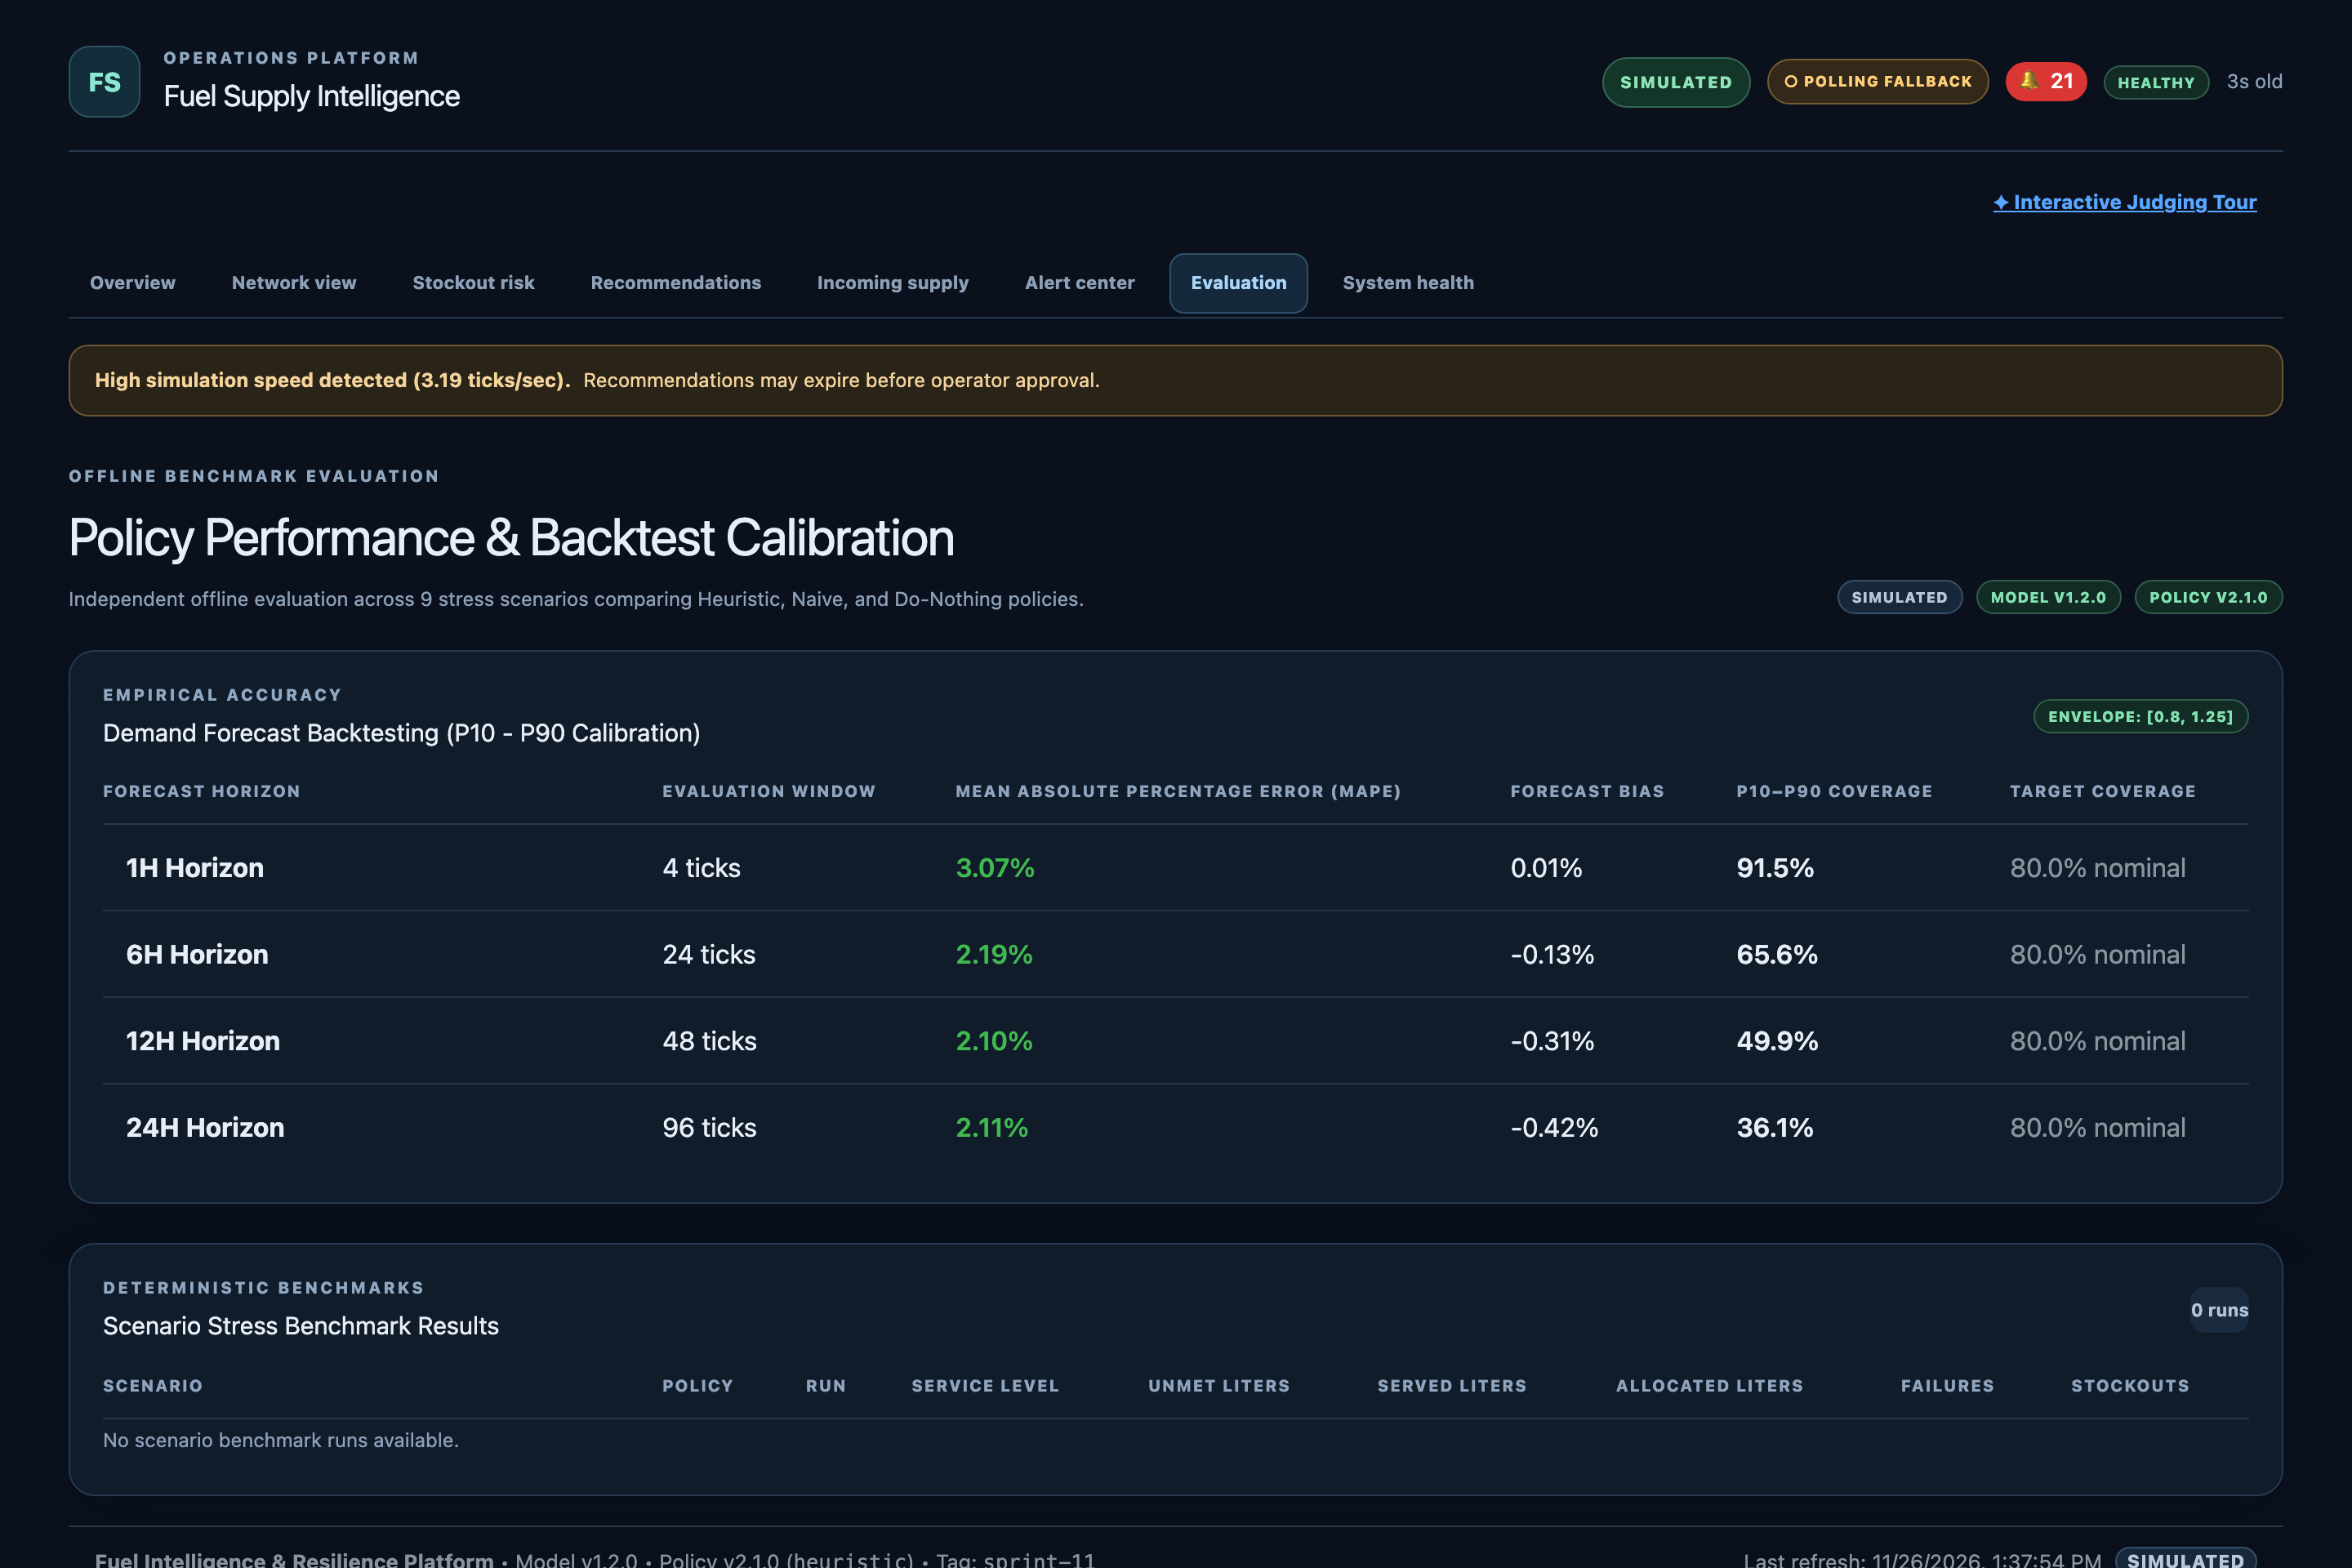 FS
OPERATIONS PLATFORM
Fuel Supply Intelligence
SIMULATED
POLLING FALLBACK
21
HEALTHY
3s old
✦ Interactive Judging Tour
Overview
Network view
Stockout risk
Recommendations
Incoming supply
Alert center
Evaluation
System health
High simulation speed detected (3.19 ticks/sec). Recommendations may expire before operator approval.
OFFLINE BENCHMARK EVALUATION
Policy Performance & Backtest Calibration
Independent offline evaluation across 9 stress scenarios comparing Heuristic, Naive, and Do-Nothing policies.
SIMULATED
MODEL V1.2.0
POLICY V2.1.0
EMPIRICAL ACCURACY
Demand Forecast Backtesting (P10 - P90 Calibration)
ENVELOPE: [0.8, 1.25]
FORECAST HORIZON EVALUATION WINDOW MEAN ABSOLUTE PERCENTAGE ERROR (MAPE) FORECAST BIAS P10–P90 COVERAGE TARGET COVERAGE
1H Horizon 4 ticks 3.07% 0.01% 91.5% 80.0% nominal
6H Horizon 24 ticks 2.19% -0.13% 65.6% 80.0% nominal
12H Horizon 48 ticks 2.10% -0.31% 49.9% 80.0% nominal
24H Horizon 96 ticks 2.11% -0.42% 36.1% 80.0% nominal
DETERMINISTIC BENCHMARKS
Scenario Stress Benchmark Results
0 runs
SCENARIO POLICY RUN SERVICE LEVEL UNMET LITERS SERVED LITERS ALLOCATED LITERS FAILURES STOCKOUTS
No scenario benchmark runs available.
Fuel Intelligence & Resilience Platform • Model v1.2.0 • Policy v2.1.0 (heuristic) • Tag: sprint-11
Last refresh: 11/26/2026, 1:37:54 PM
SIMULATED